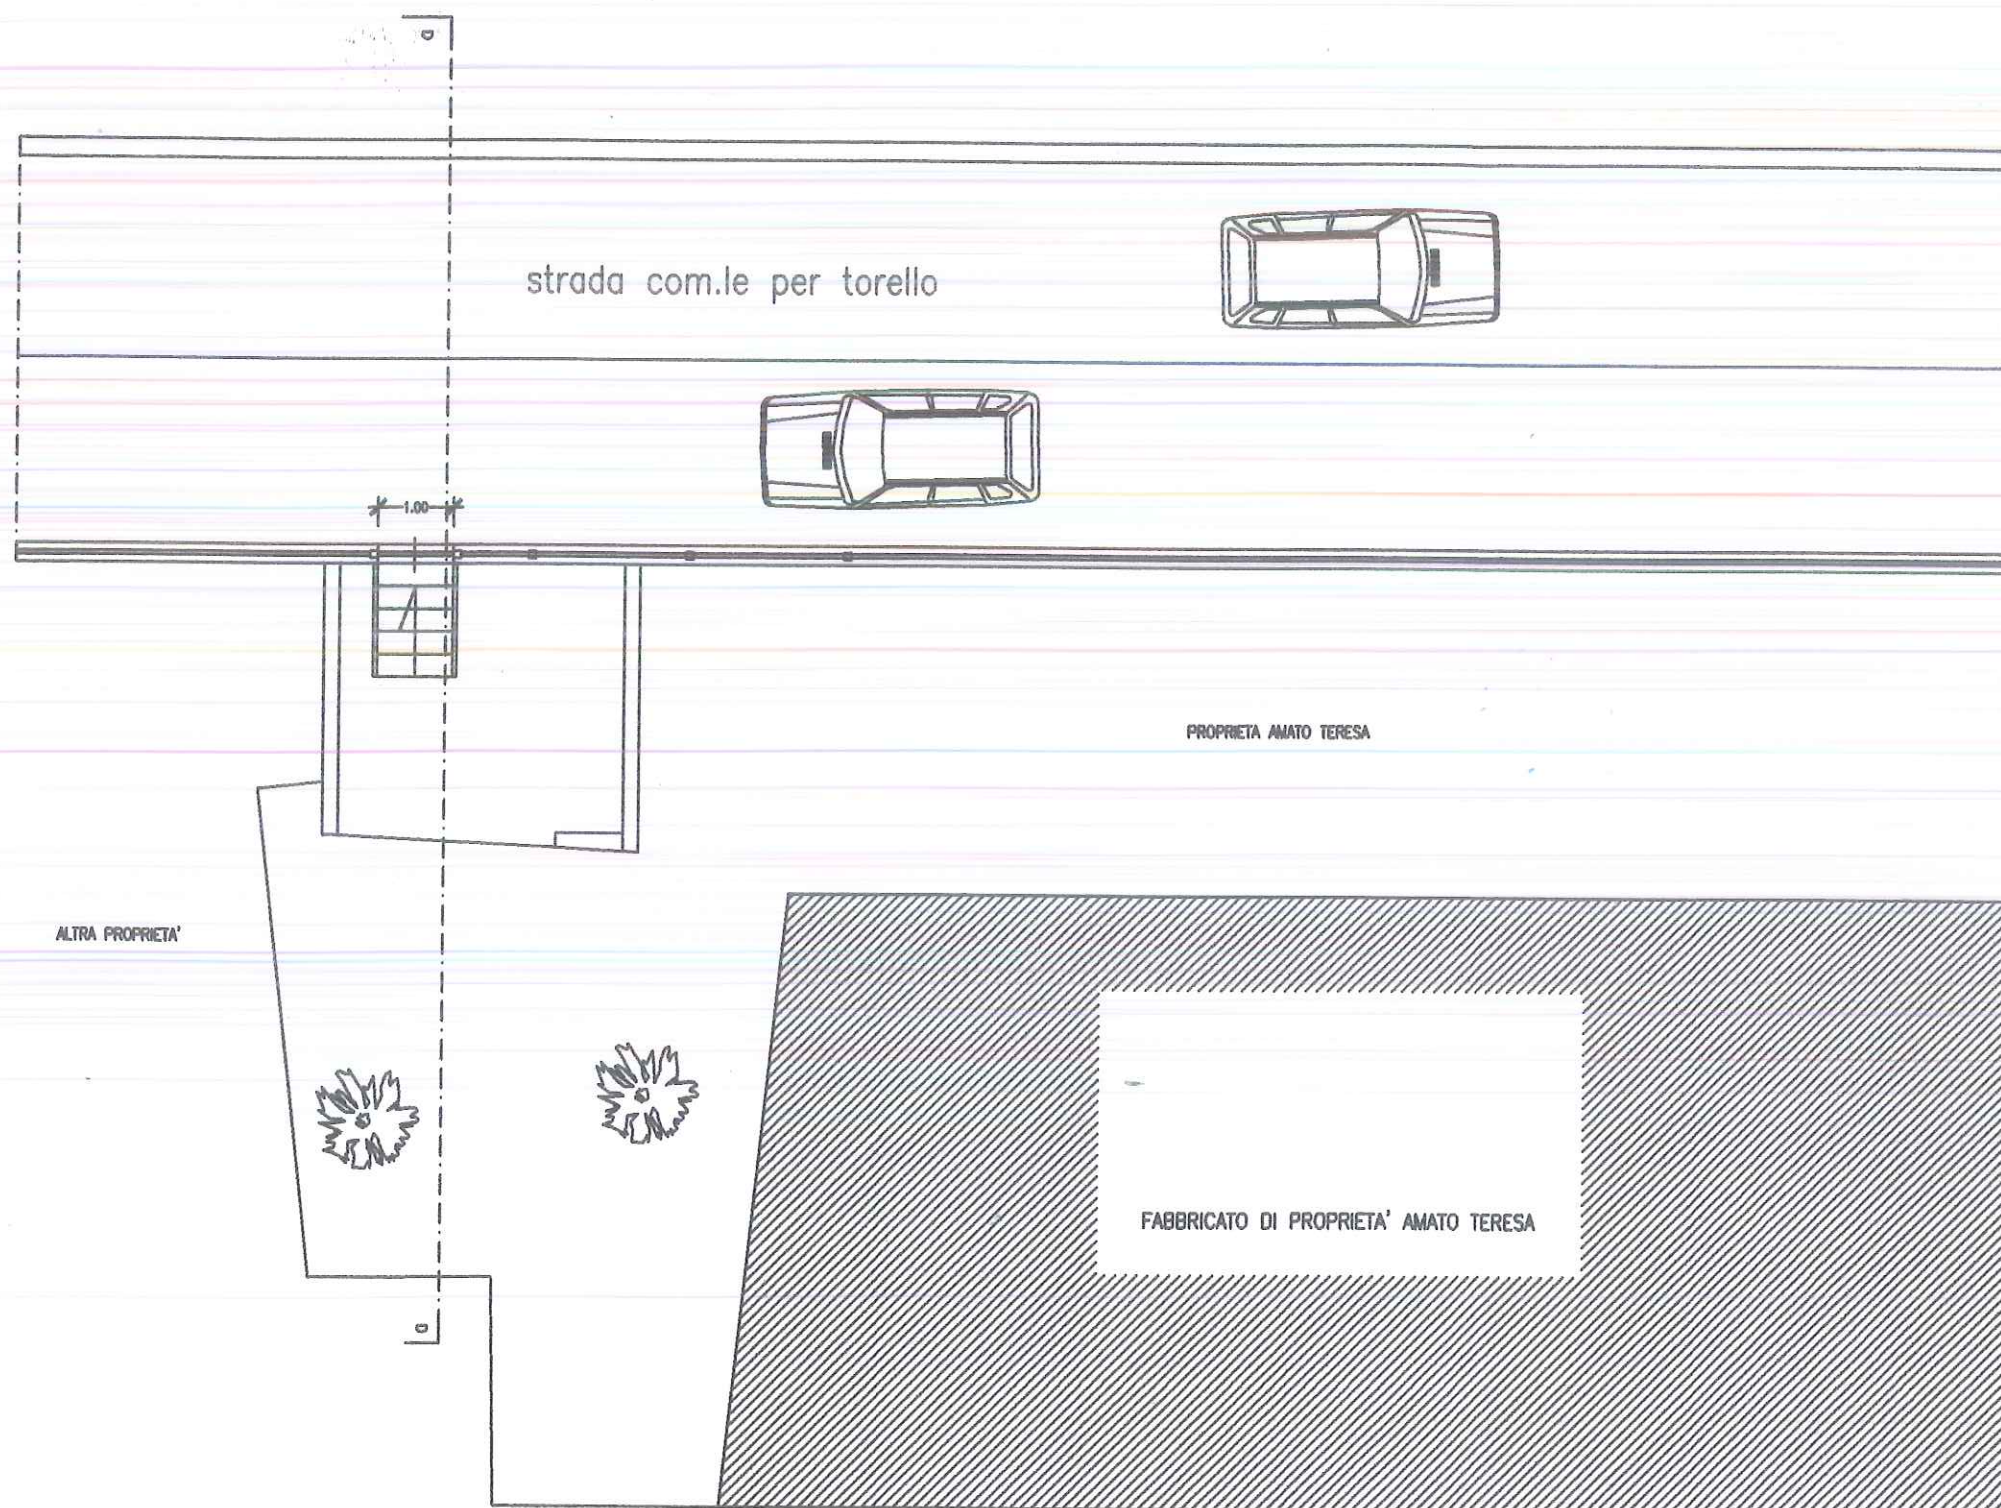 D
strada com.le per torello
1.00
PROPRIETA AMATO TERESA
ALTRA PROPRIETA'
FABBRICATO DI PROPRIETA' AMATO TERESA
D